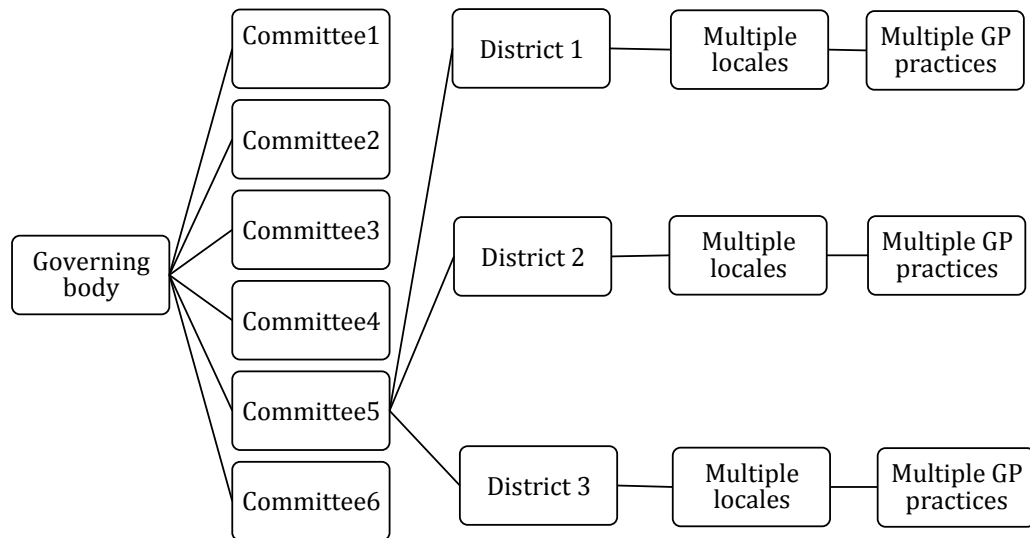 Governing
body
Committee1
Committee2
Committee3
Committee4
Committee5
Committee6
District 1
Multiple
locales
Multiple GP
practices
District 2
Multiple
locales
Multiple GP
practices
District 3
Multiple
locales
Multiple GP
practices